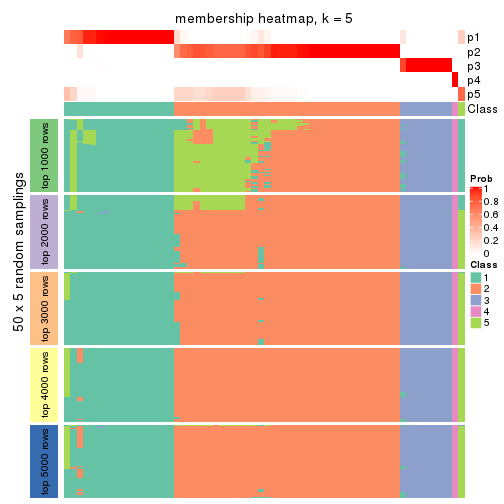 membership heatmap, k = 5
p1
p2
p3
p4
p5
Class
50 x 5 random samplings
top 1000 rows
top 2000 rows
top 3000 rows
top 4000 rows
top 5000 rows
Prob
1
0.8
0.6
0.4
0.2
0
Class
1
2
3
4
5